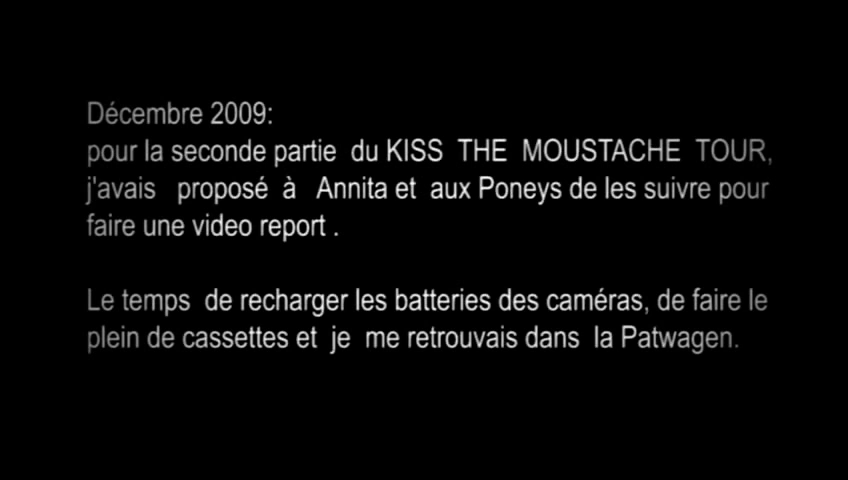 Décembre 2009:
pour la seconde partie du KISS THE MOUSTACHE TOUR,
j'avais proposé à Annita et aux Poneys de les suivre pour
faire une video report .
Le temps de recharger les batteries des caméras, de faire le
plein de cassettes et je me retrouvais dans la Patwagen.